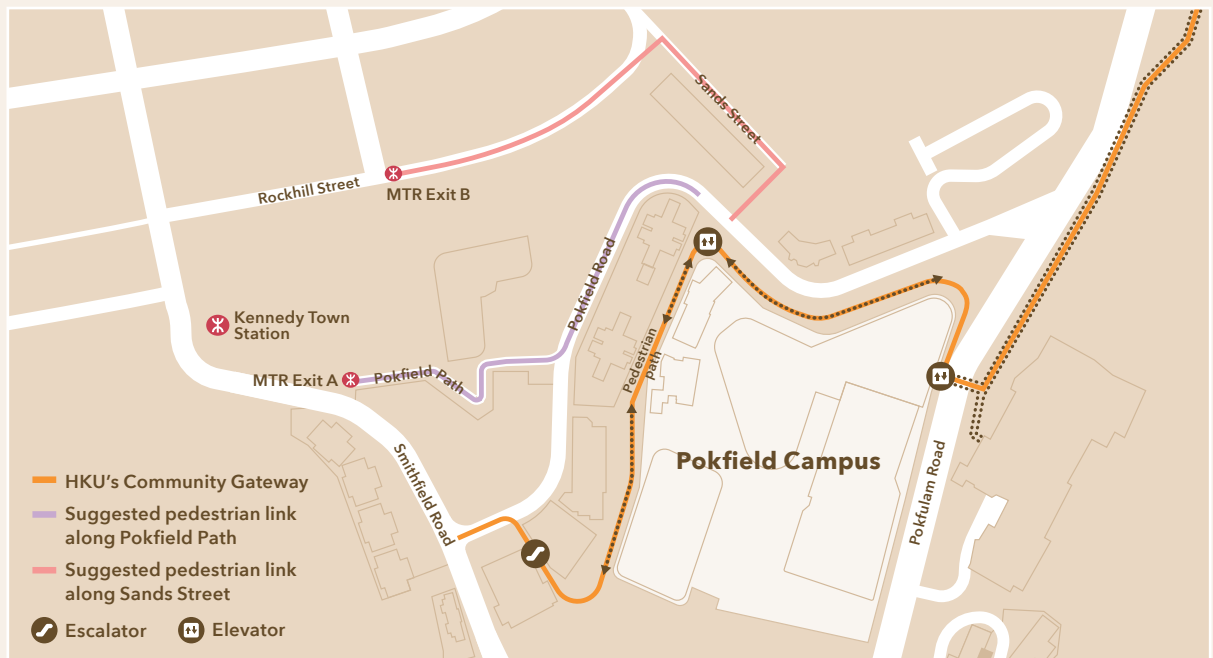 Sands Street
Rockhill Street
MTR Exit B
Pokfield Road
Kennedy Town
Station
Pedestrian
path
MTR Exit A
Pokfield Path
Pokfield Campus
Smithfield Road
Pokfulam Road
HKU’s Community Gateway
Suggested pedestrian link
along Pokfield Path
Suggested pedestrian link
along Sands Street
Escalator
Elevator